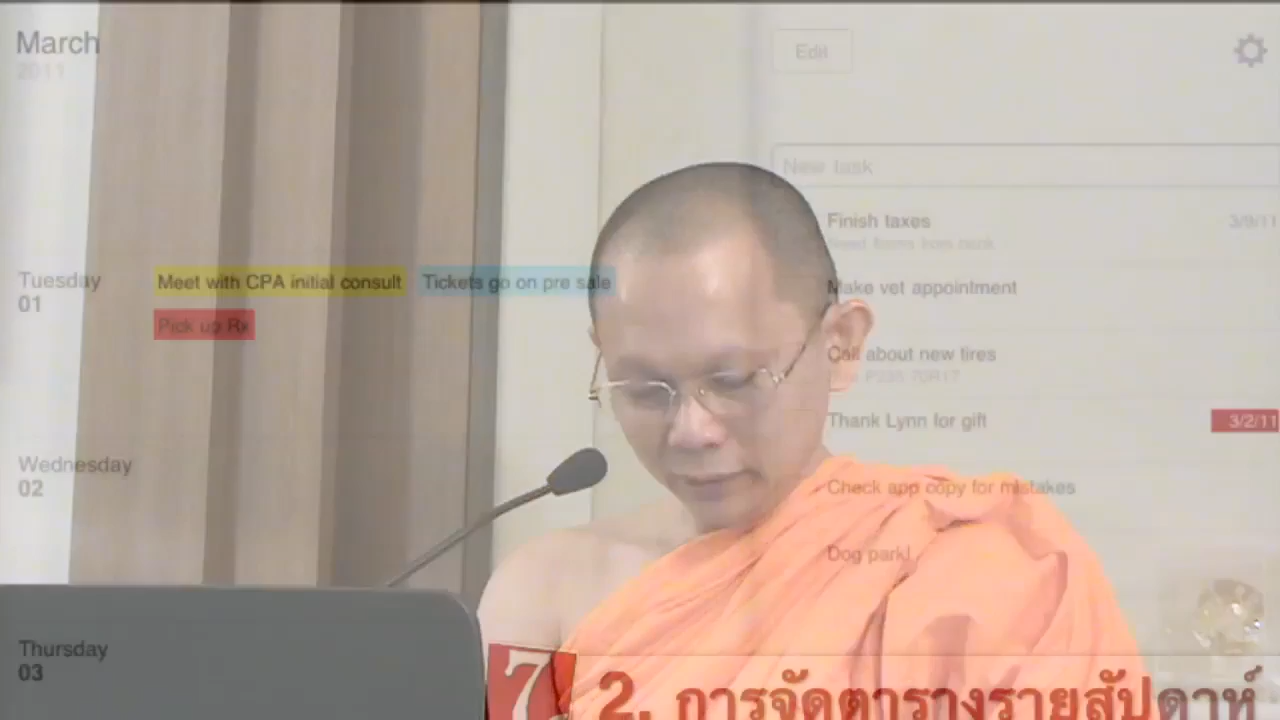 March
2011
Edit
New task
Finish taxes 3/9/11
Tuesday
01
Meet with CPA initial consult
Tickets go on pre sale
Pick up Rx
Make vet appointment
Call about new tires
Thank Lynn for gift 3/2/11
Wednesday
02
Check app copy for mistakes
Dog park!
Thursday
03
7
2. การจัดตารางรายสัปดาห์